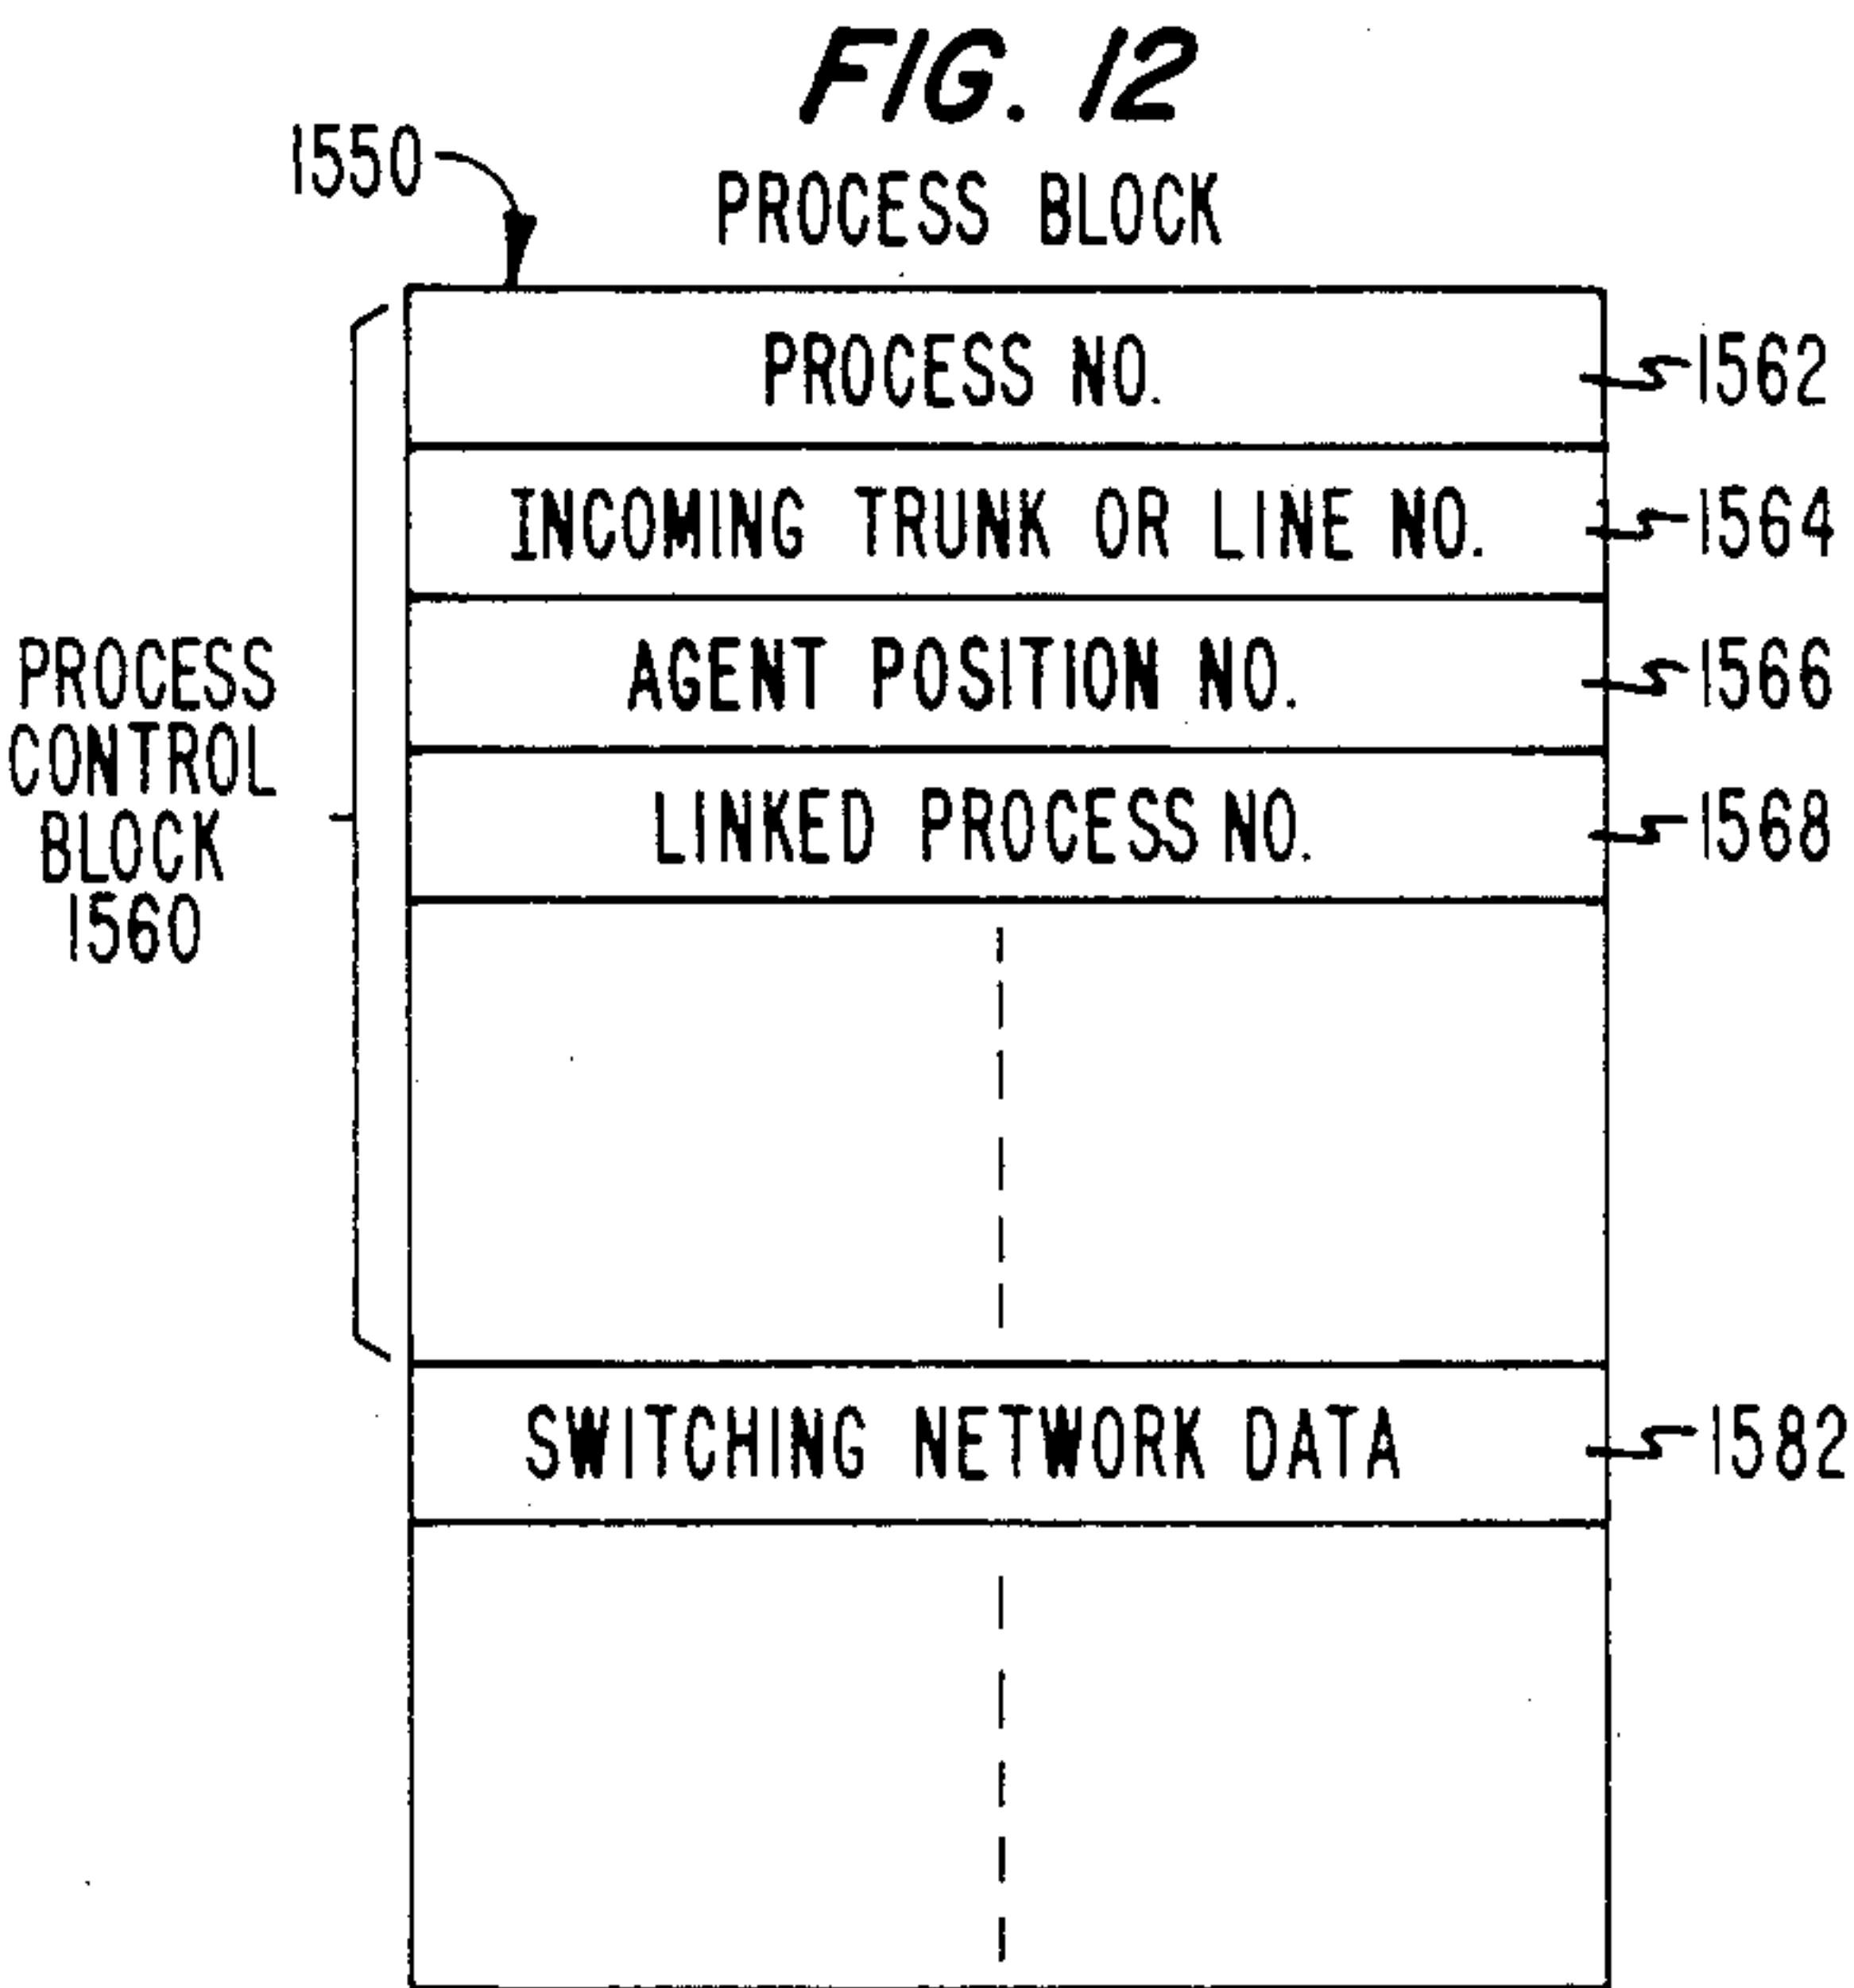 FIG. 12
1550
PROCESS BLOCK
PROCESS NO.
1562
INCOMING TRUNK OR LINE NO.
1564
AGENT POSITION NO.
1566
LINKED PROCESS NO.
1568
PROCESS
CONTROL
BLOCK
1560
SWITCHING NETWORK DATA
1582